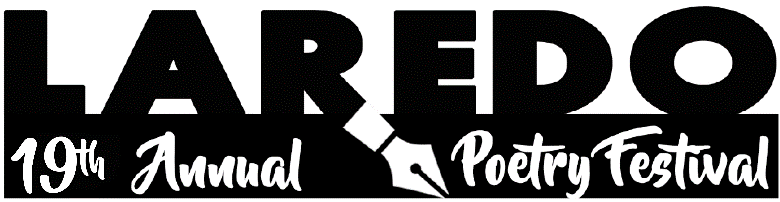 LAREDO
19th Annual Poetry Festival